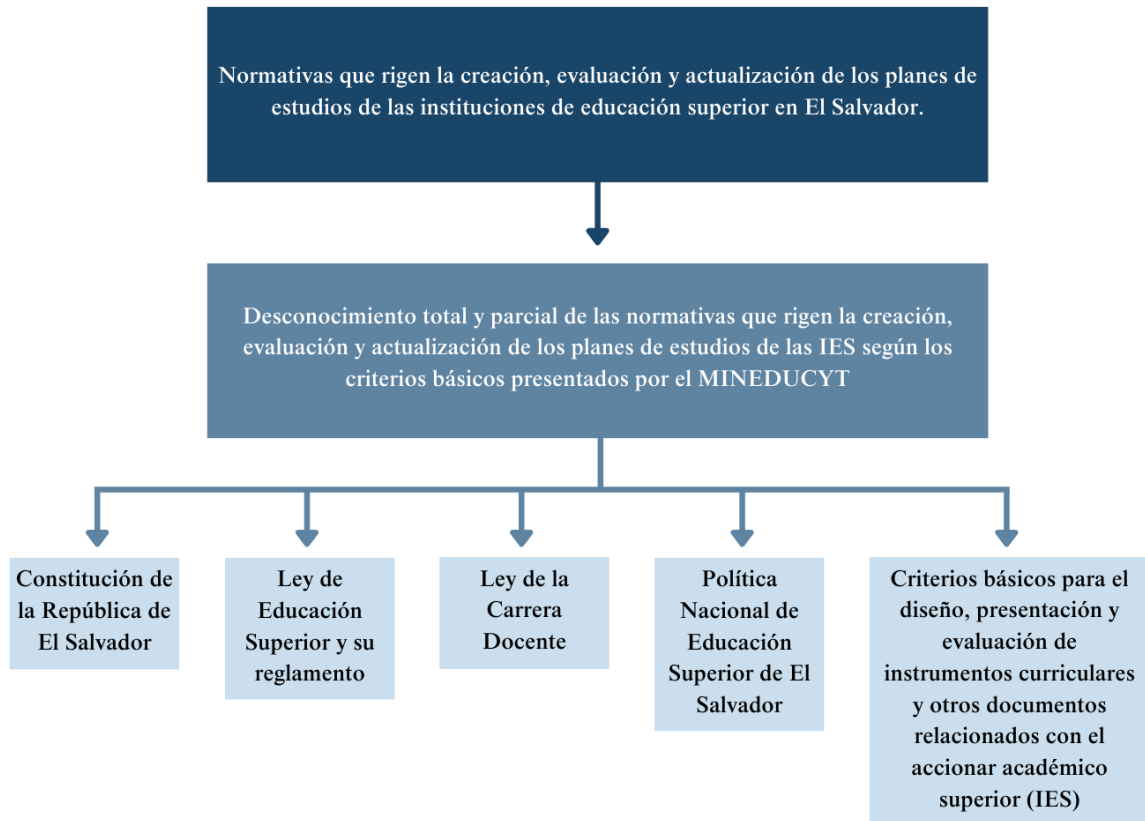 Normativas que rigen la creación, evaluación y actualización de los planes de
estudios de las instituciones de educación superior en El Salvador.
Desconocimiento total y parcial de las normativas que rigen la creación,
evaluación y actualización de los planes de estudios de las IES según los
criterios básicos presentados por el MINEDUCYT
Constitución de
la República de
El Salvador
Ley de
Educación
Superior y su
reglamento
Ley de la
Carrera
Docente
Política
Nacional de
Educación
Superior de El
Salvador
Criterios básicos para el
diseño, presentación y
evaluación de
instrumentos curriculares
y otros documentos
relacionados con el
accionar académico
superior (IES)